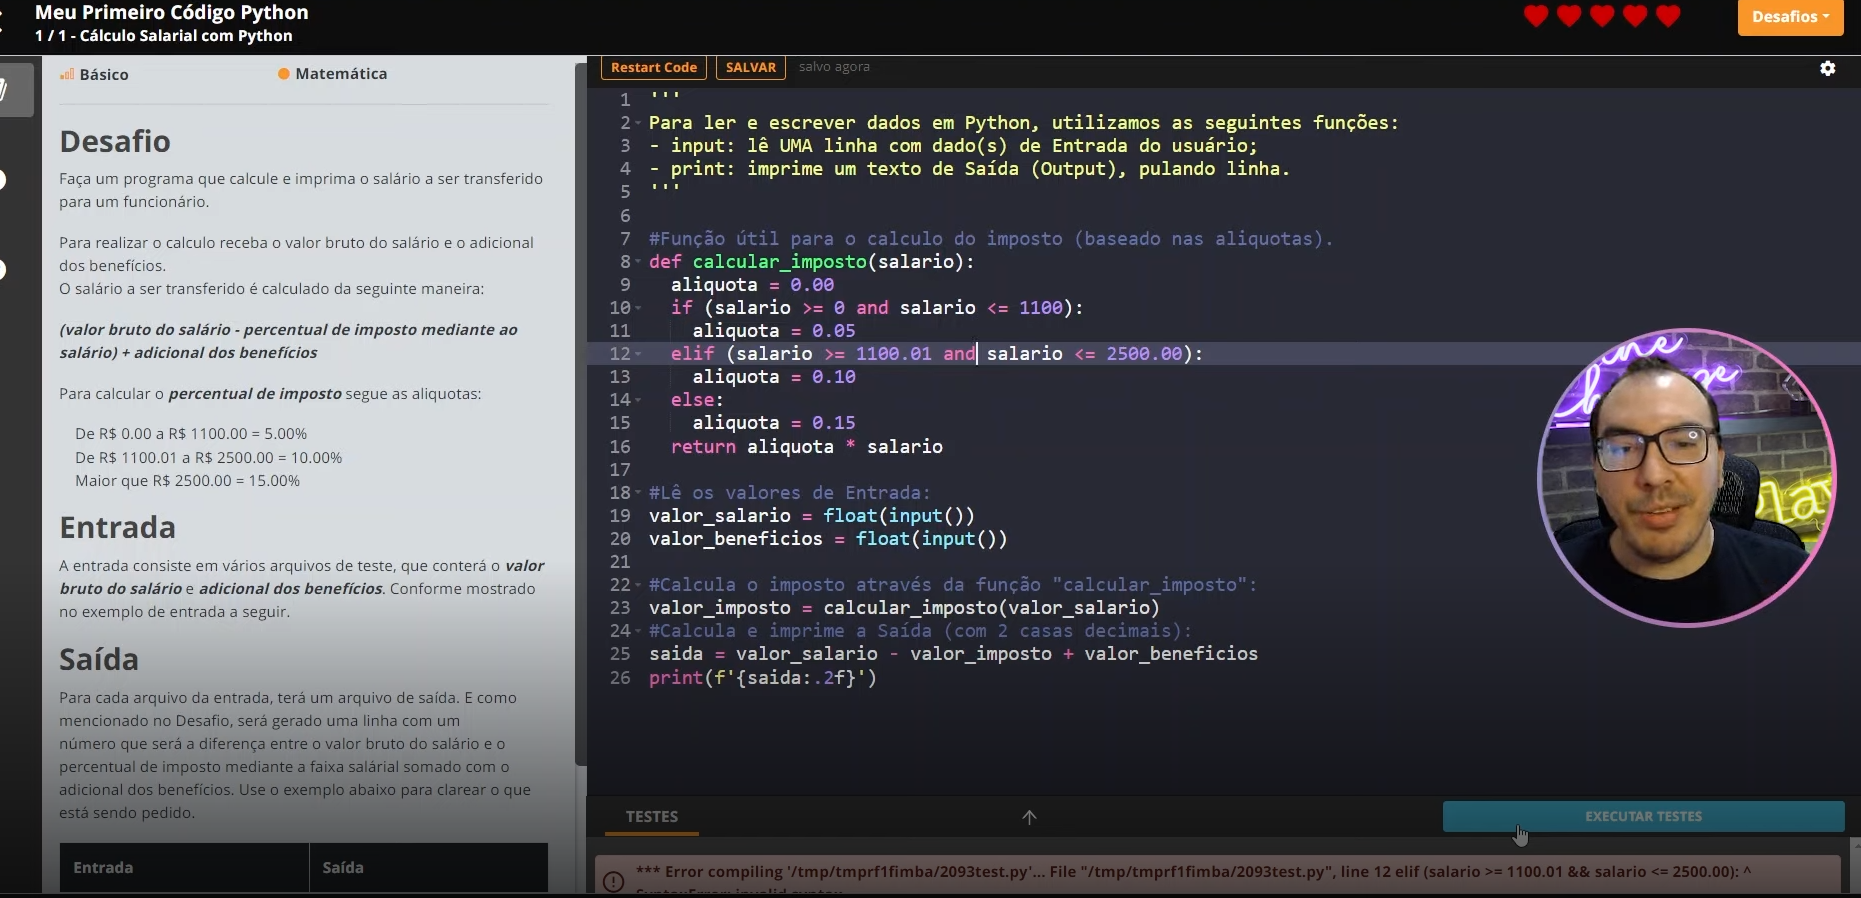 Meu Primeiro Código Python
1 / 1 - Cálculo Salarial com Python
Desafios
Básico
Matemática
Desafio
Faça um programa que calcule e imprima o salário a ser transferido
para um funcionário.
Para realizar o calculo receba o valor bruto do salário e o adicional
dos benefícios.
O salário a ser transferido é calculado da seguinte maneira:
(valor bruto do salário - percentual de imposto mediante ao
salário) + adicional dos benefícios
Para calcular o percentual de imposto segue as aliquotas:
De R$ 0.00 a R$ 1100.00 = 5.00%
De R$ 1100.01 a R$ 2500.00 = 10.00%
Maior que R$ 2500.00 = 15.00%
Entrada
A entrada consiste em vários arquivos de teste, que conterá o valor
bruto do salário e adicional dos benefícios. Conforme mostrado
no exemplo de entrada a seguir.
Saída
Para cada arquivo da entrada, terá um arquivo de saída. E como
mencionado no Desafio, será gerado uma linha com um
número que será a diferença entre o valor bruto do salário e o
percentual de imposto mediante a faixa salárial somado com o
adicional dos benefícios. Use o exemplo abaixo para clarear o que
está sendo pedido.
Entrada
Saída
Restart Code
SALVAR
salvo agora
1 '''
2 Para ler e escrever dados em Python, utilizamos as seguintes funções:
3 - input: lê UMA linha com dado(s) de Entrada do usuário;
4 - print: imprime um texto de Saída (Output), pulando linha.
5 '''
6
7 #Função útil para o calculo do imposto (baseado nas aliquotas).
8 def calcular_imposto(salario):
9 aliquota = 0.00
10 if (salario >= 0 and salario <= 1100):
11 aliquota = 0.05
12 elif (salario >= 1100.01 and salario <= 2500.00):
13 aliquota = 0.10
14 else:
15 aliquota = 0.15
16 return aliquota * salario
17
18 #Lê os valores de Entrada:
19 valor_salario = float(input())
20 valor_beneficios = float(input())
21
22 #Calcula o imposto através da função "calcular_imposto":
23 valor_imposto = calcular_imposto(valor_salario)
24 #Calcula e imprime a Saída (com 2 casas decimais):
25 saida = valor_salario - valor_imposto + valor_beneficios
26 print(f'{saida:.2f}')
TESTES
EXECUTAR TESTES
*** Error compiling '/tmp/tmprf1fimba/2093test.py'... File "/tmp/tmprf1fimba/2093test.py", line 12 elif (salario >= 1100.01 && salario <= 2500.00): ^
SyntaxError: invalid syntax